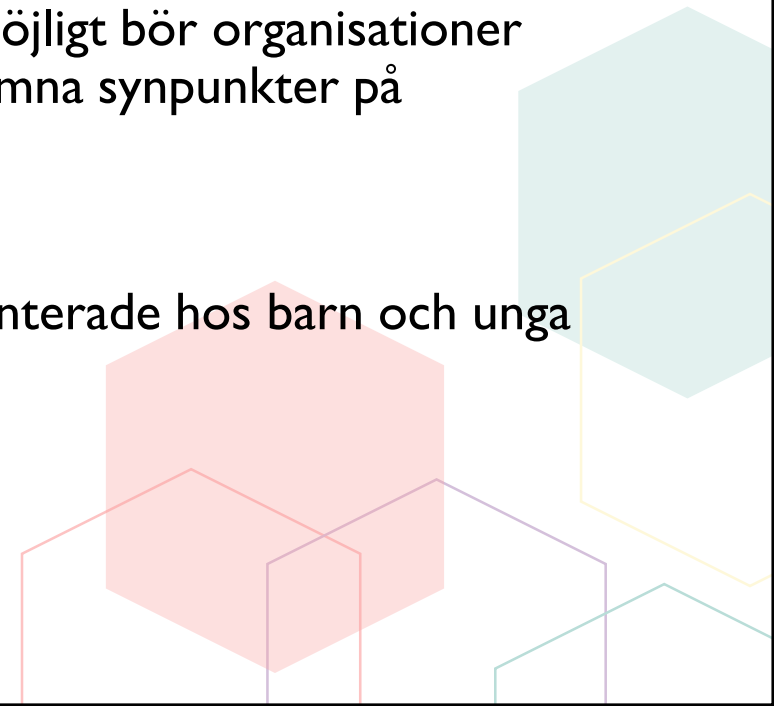 öjligt bör organisationer
mna synpunkter på
nterade hos barn och unga